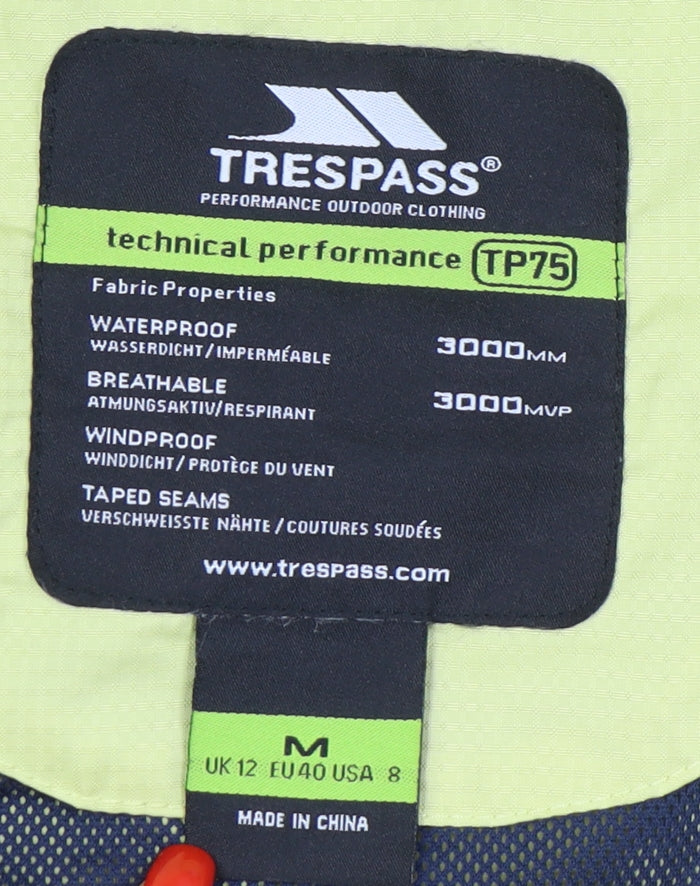 TRESPASS®
PERFORMANCE OUTDOOR CLOTHING
technical performance TP75
Fabric Properties
WATERPROOF 3000MM
WASSERDICHT/IMPERMÉABLE
BREATHABLE 3000MVP
ATMUNGSAKTIV/RESPIRANT
WINDPROOF
WINDDICHT/PROTÈGE DU VENT
TAPED SEAMS
VERSCHWEISSTE NÄHTE/COUTURES SOUDÉES
www.trespass.com
M
UK 12 EU 40 USA 8
MADE IN CHINA